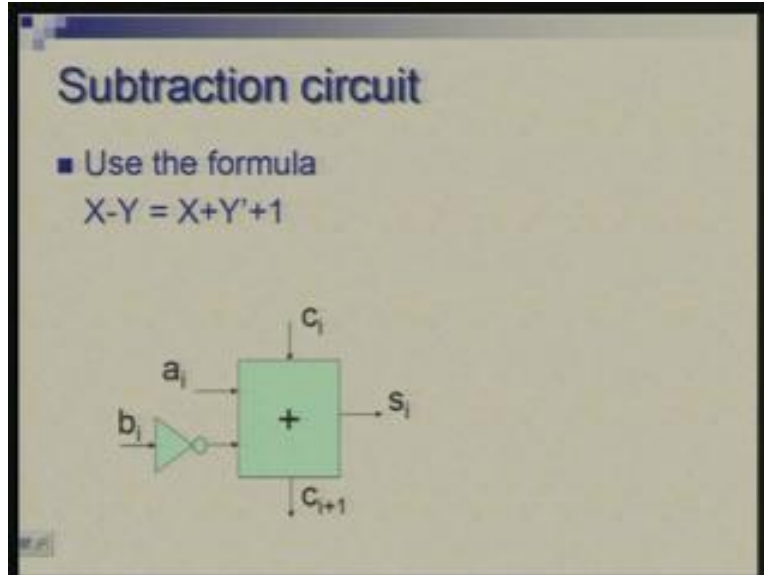 Subtraction circuit
Use the formula
X-Y = X+Y'+1
cᵢ
aᵢ
bᵢ
+
sᵢ
cᵢ₊₁